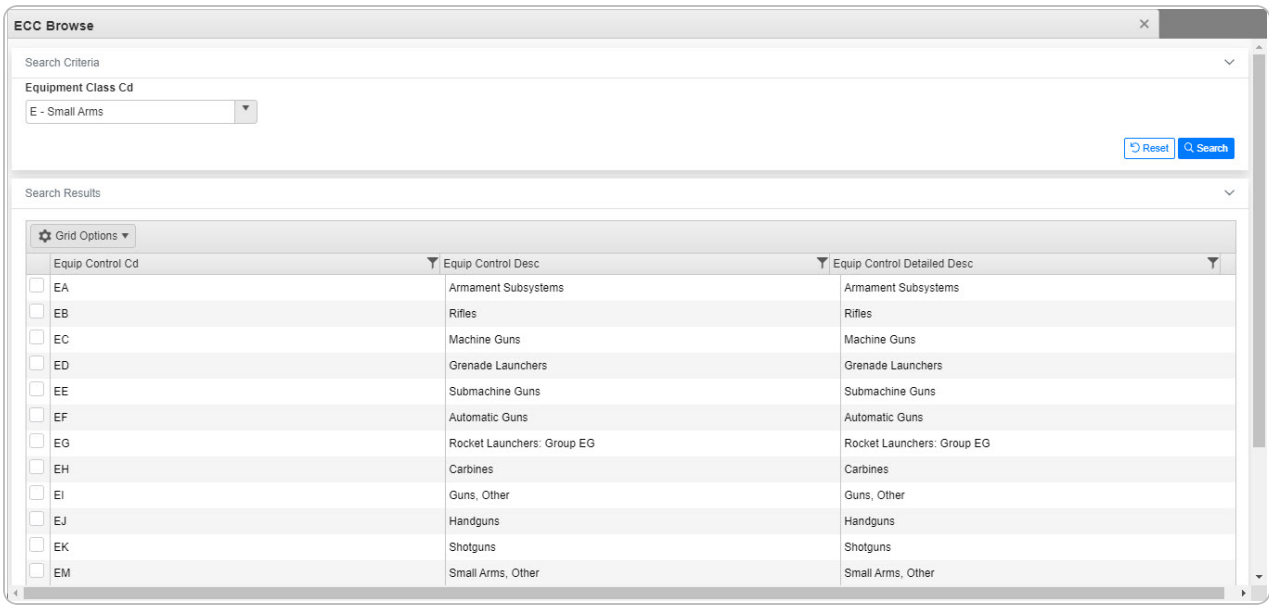 ECC Browse
Search Criteria
Equipment Class Cd
E - Small Arms
Reset Search
Search Results
Grid Options
Equip Control Cd Equip Control Desc Equip Control Detailed Desc
EA Armament Subsystems Armament Subsystems
EB Rifles Rifles
EC Machine Guns Machine Guns
ED Grenade Launchers Grenade Launchers
EE Submachine Guns Submachine Guns
EF Automatic Guns Automatic Guns
EG Rocket Launchers: Group EG Rocket Launchers: Group EG
EH Carbines Carbines
EI Guns, Other Guns, Other
EJ Handguns Handguns
EK Shotguns Shotguns
EM Small Arms, Other Small Arms, Other